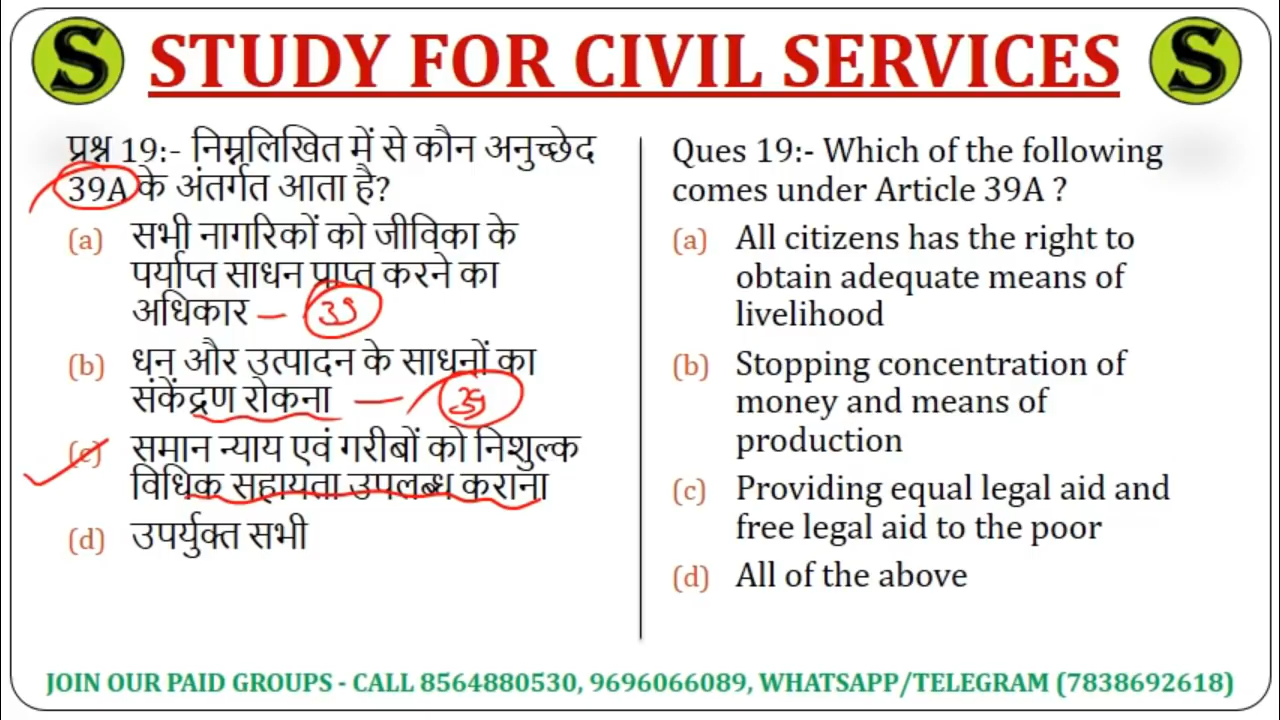 S
STUDY FOR CIVIL SERVICES
S
प्रश्न 19:- निम्नलिखित में से कौन अनुच्छेद
39A के अंतर्गत आता है?
(a) सभी नागरिकों को जीविका के
पर्याप्त साधन प्राप्त करने का
अधिकार – 39
(b) धन और उत्पादन के साधनों का
संकेंद्रण रोकना – 39
(c) समान न्याय एवं गरीबों को निशुल्क
विधिक सहायता उपलब्ध कराना
(d) उपर्युक्त सभी
Ques 19:- Which of the following
comes under Article 39A ?
(a) All citizens has the right to
obtain adequate means of
livelihood
(b) Stopping concentration of
money and means of
production
(c) Providing equal legal aid and
free legal aid to the poor
(d) All of the above
JOIN OUR PAID GROUPS - CALL 8564880530, 9696066089, WHATSAPP/TELEGRAM (7838692618)